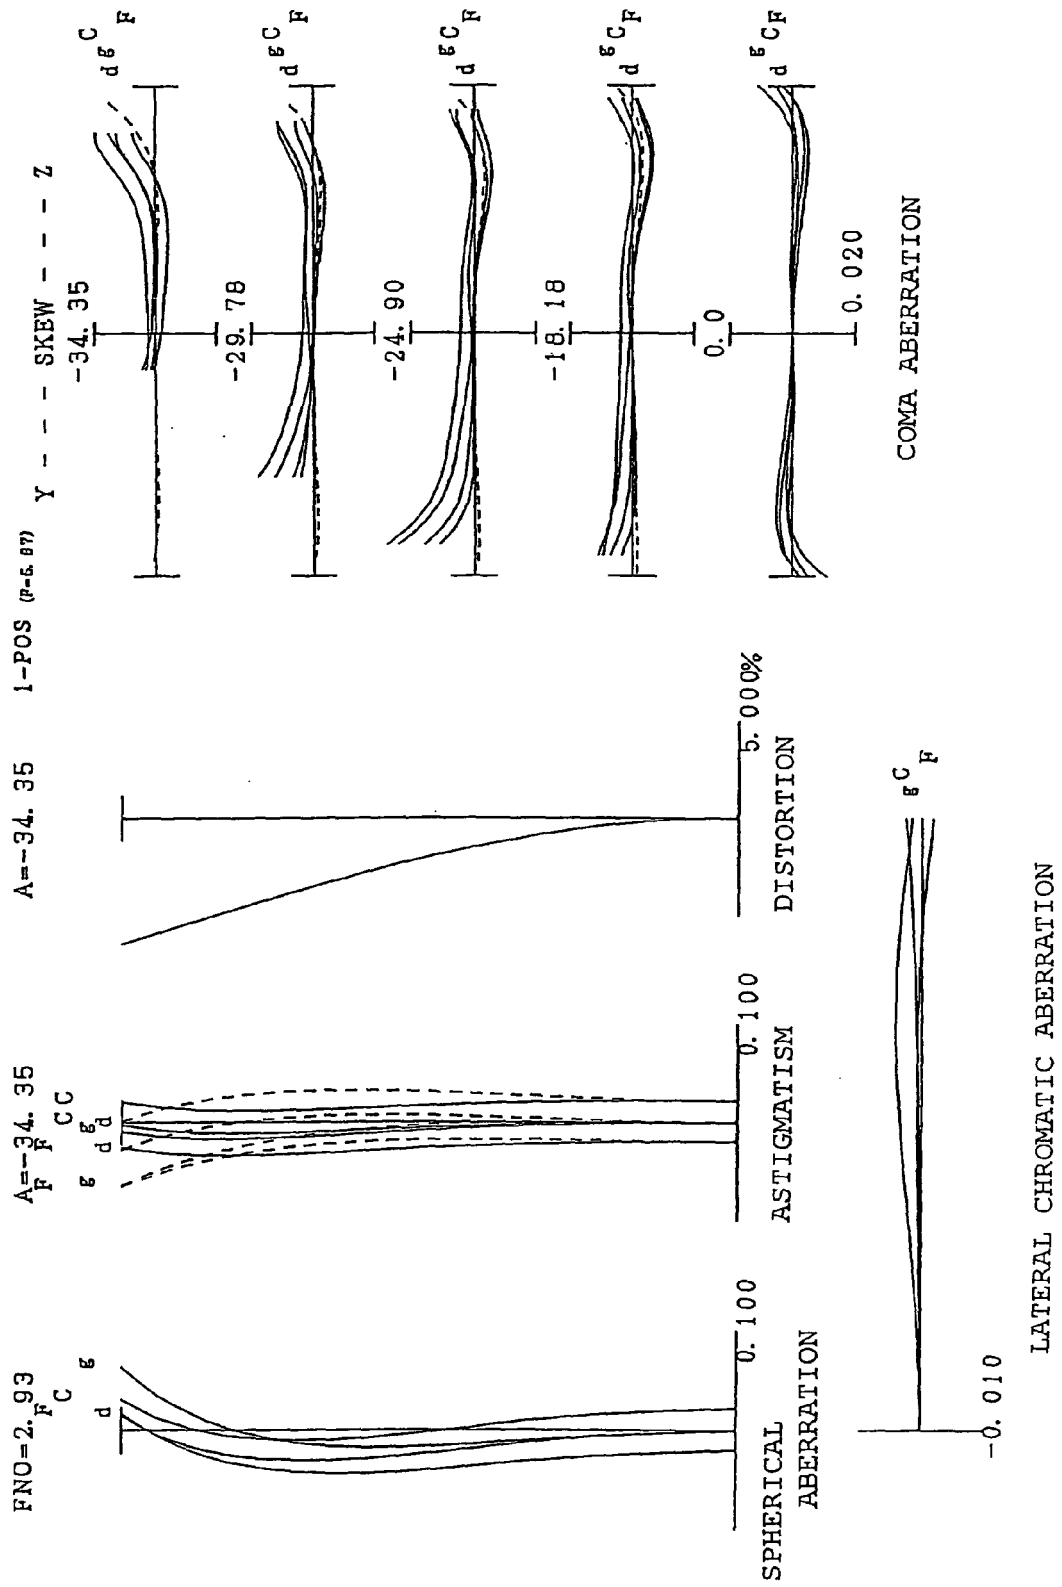 FNO=2. 93
F C g
d
0. 100
SPHERICAL
ABERRATION
A=-34. 35
F F C C
g d g d
0. 100
ASTIGMATISM
A=-34. 35
5. 000%
DISTORTION
1-POS (F=5. 87)
Y - - - SKEW - - - Z
-34. 35
d g C F
-29. 78
d g C F
-24. 90
d g C F
-18. 18
d g C F
0. 0
d g C F
0. 020
COMA ABERRATION
-0. 010
g C F
LATERAL CHROMATIC ABERRATION